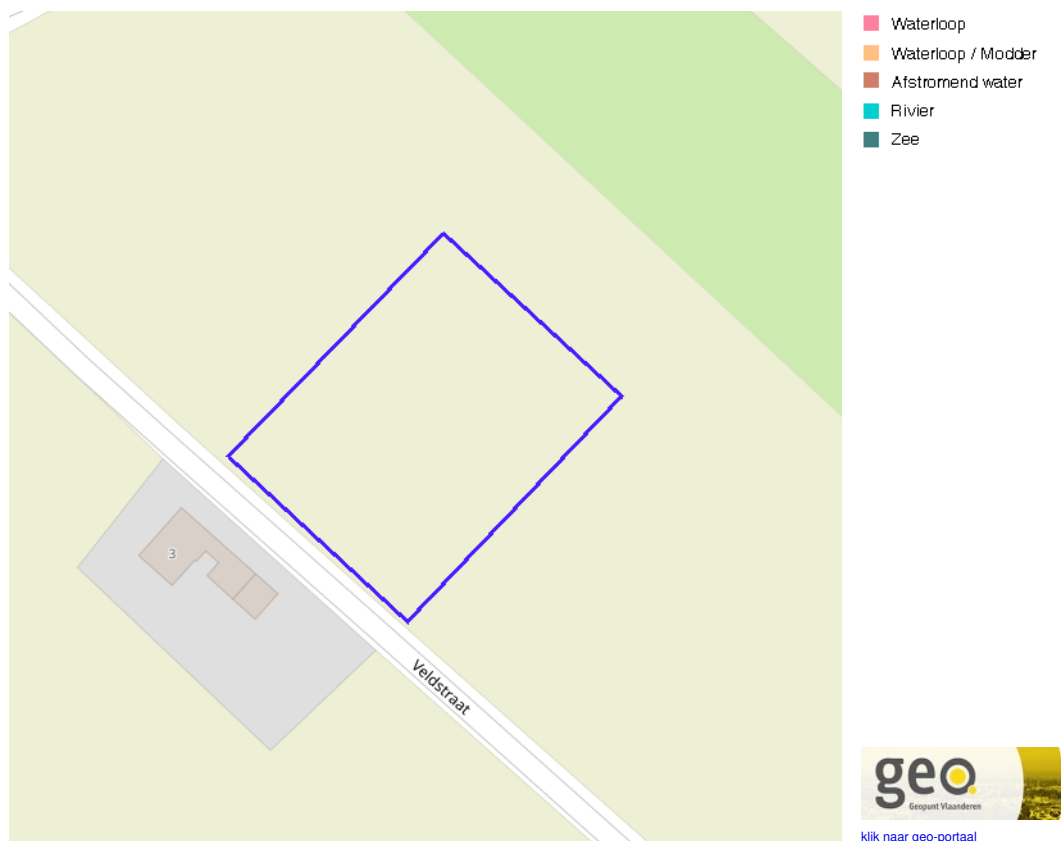 Waterloop
Waterloop / Modder
Afstromend water
Rivier
Zee
3
Veldstraat
geo.
Geopunt Vlaanderen
klik naar geo-portaal